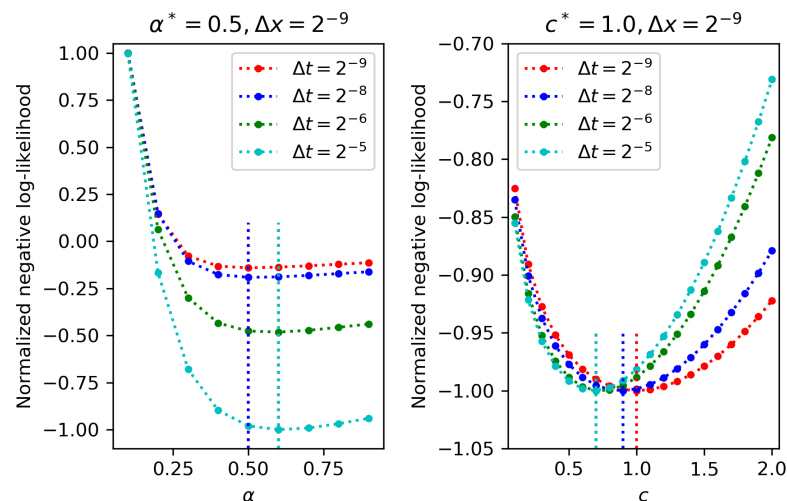 α* = 0.5, Δx = 2⁻⁹
Normalized negative log-likelihood
1.00
0.75
0.50
0.25
0.00
−0.25
−0.50
−0.75
−1.00
Δt = 2⁻⁹
Δt = 2⁻⁸
Δt = 2⁻⁶
Δt = 2⁻⁵
0.25
0.50
0.75
α
c* = 1.0, Δx = 2⁻⁹
Normalized negative log-likelihood
−0.70
−0.75
−0.80
−0.85
−0.90
−0.95
−1.00
−1.05
Δt = 2⁻⁹
Δt = 2⁻⁸
Δt = 2⁻⁶
Δt = 2⁻⁵
0.5
1.0
1.5
2.0
c